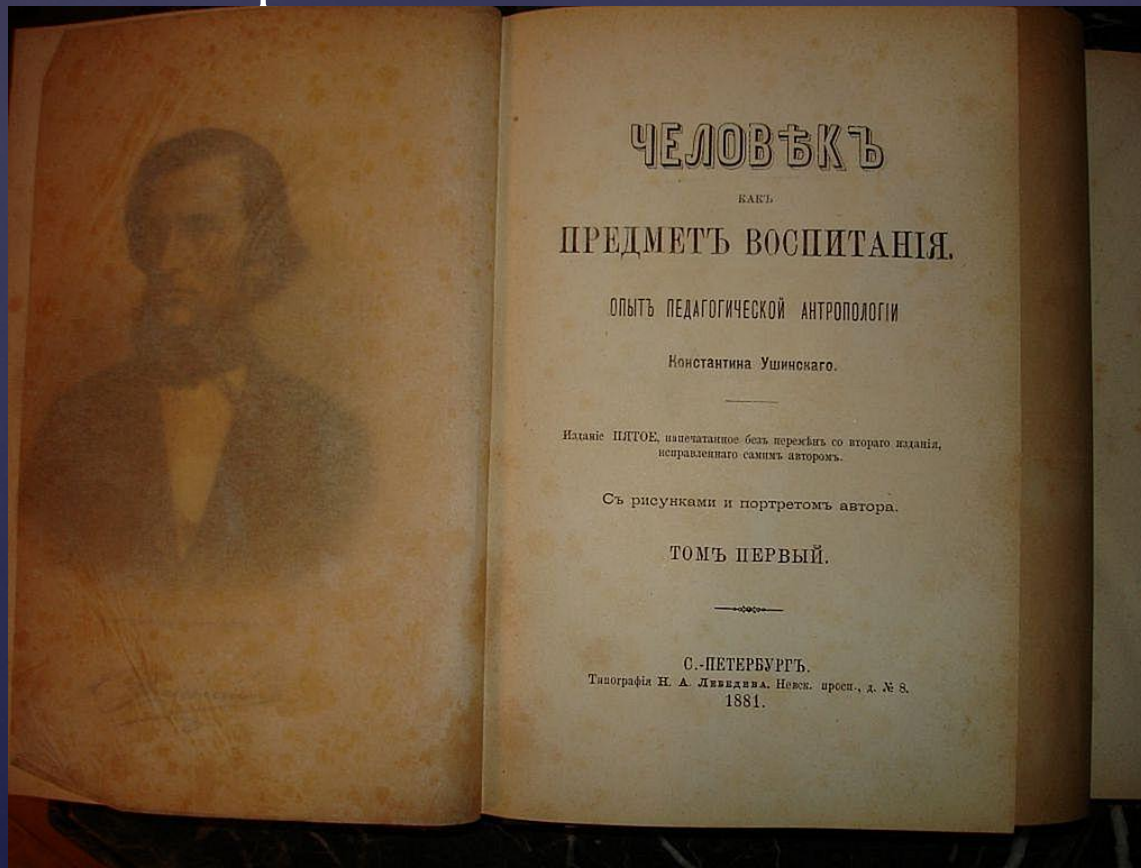 ЧЕЛОВѢКЪ
КАКЪ
ПРЕДМЕТЪ ВОСПИТАНІЯ.
ОПЫТЪ ПЕДАГОГИЧЕСКОЙ АНТРОПОЛОГІИ
Константина Ушинскаго.
Изданіе ПЯТОЕ, напечатанное безъ перемѣнъ со втораго изданія,
исправленнаго самимъ авторомъ.
Съ рисунками и портретомъ автора.
ТОМЪ ПЕРВЫЙ.
С.-ПЕТЕРБУРГЪ.
Типографія Н. А. Лебедева, Невск. просп., д. № 8.
1881.